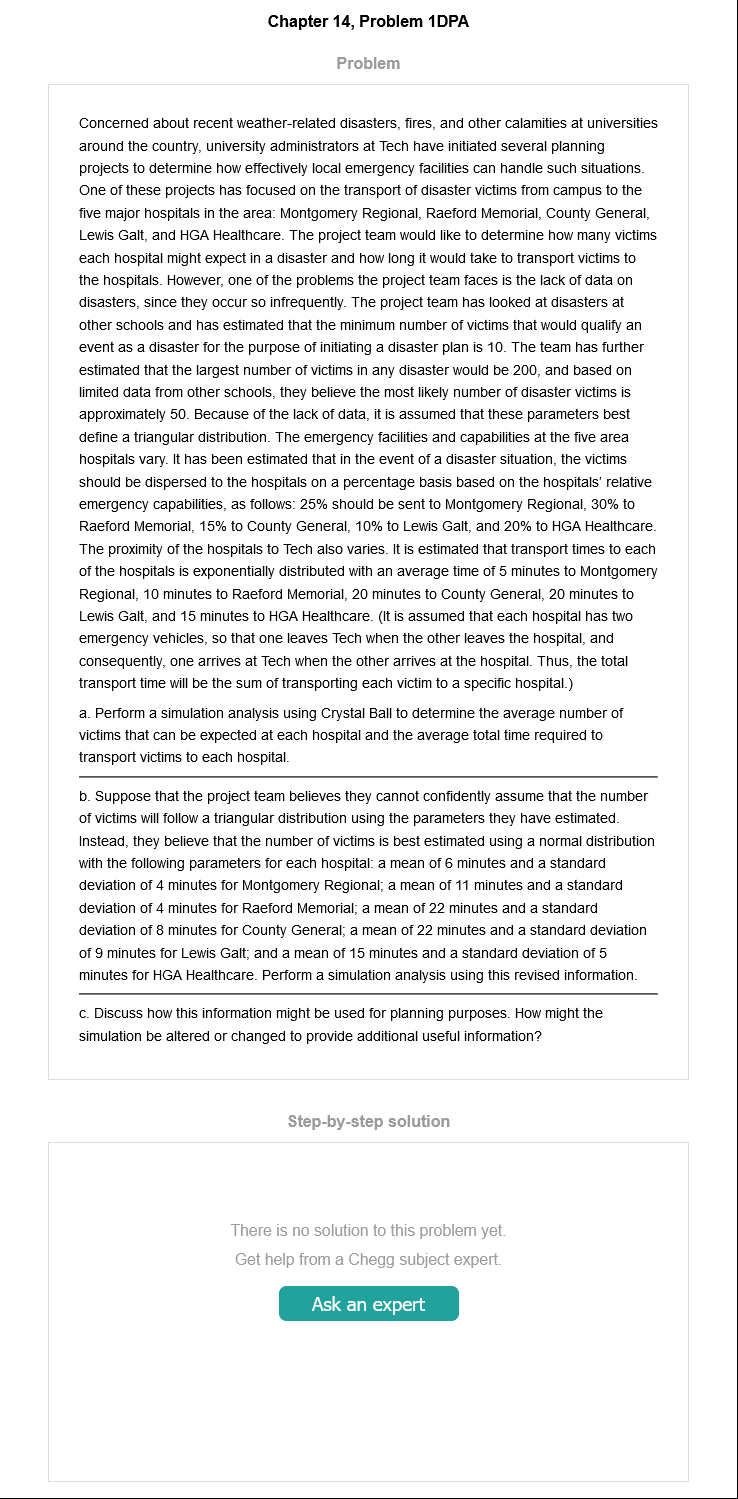 Chapter 14, Problem 1DPA
Problem
Concerned about recent weather-related disasters, fires, and other calamities at universities
around the country, university administrators at Tech have initiated several planning
projects to determine how effectively local emergency facilities can handle such situations.
One of these projects has focused on the transport of disaster victims from campus to the
five major hospitals in the area: Montgomery Regional, Raeford Memorial, County General,
Lewis Galt, and HGA Healthcare. The project team would like to determine how many victims
each hospital might expect in a disaster and how long it would take to transport victims to
the hospitals. However, one of the problems the project team faces is the lack of data on
disasters, since they occur so infrequently. The project team has looked at disasters at
other schools and has estimated that the minimum number of victims that would qualify an
event as a disaster for the purpose of initiating a disaster plan is 10. The team has further
estimated that the largest number of victims in any disaster would be 200, and based on
limited data from other schools, they believe the most likely number of disaster victims is
approximately 50. Because of the lack of data, it is assumed that these parameters best
define a triangular distribution. The emergency facilities and capabilities at the five area
hospitals vary. It has been estimated that in the event of a disaster situation, the victims
should be dispersed to the hospitals on a percentage basis based on the hospitals' relative
emergency capabilities, as follows: 25% should be sent to Montgomery Regional, 30% to
Raeford Memorial, 15% to County General, 10% to Lewis Galt, and 20% to HGA Healthcare.
The proximity of the hospitals to Tech also varies. It is estimated that transport times to each
of the hospitals is exponentially distributed with an average time of 5 minutes to Montgomery
Regional, 10 minutes to Raeford Memorial, 20 minutes to County General, 20 minutes to
Lewis Galt, and 15 minutes to HGA Healthcare. (It is assumed that each hospital has two
emergency vehicles, so that one leaves Tech when the other leaves the hospital, and
consequently, one arrives at Tech when the other arrives at the hospital. Thus, the total
transport time will be the sum of transporting each victim to a specific hospital.)
a. Perform a simulation analysis using Crystal Ball to determine the average number of
victims that can be expected at each hospital and the average total time required to
transport victims to each hospital.
b. Suppose that the project team believes they cannot confidently assume that the number
of victims will follow a triangular distribution using the parameters they have estimated.
Instead, they believe that the number of victims is best estimated using a normal distribution
with the following parameters for each hospital: a mean of 6 minutes and a standard
deviation of 4 minutes for Montgomery Regional; a mean of 11 minutes and a standard
deviation of 4 minutes for Raeford Memorial; a mean of 22 minutes and a standard
deviation of 8 minutes for County General; a mean of 22 minutes and a standard deviation
of 9 minutes for Lewis Galt; and a mean of 15 minutes and a standard deviation of 5
minutes for HGA Healthcare. Perform a simulation analysis using this revised information.
c. Discuss how this information might be used for planning purposes. How might the
simulation be altered or changed to provide additional useful information?
Step-by-step solution
There is no solution to this problem yet.
Get help from a Chegg subject expert.
Ask an expert